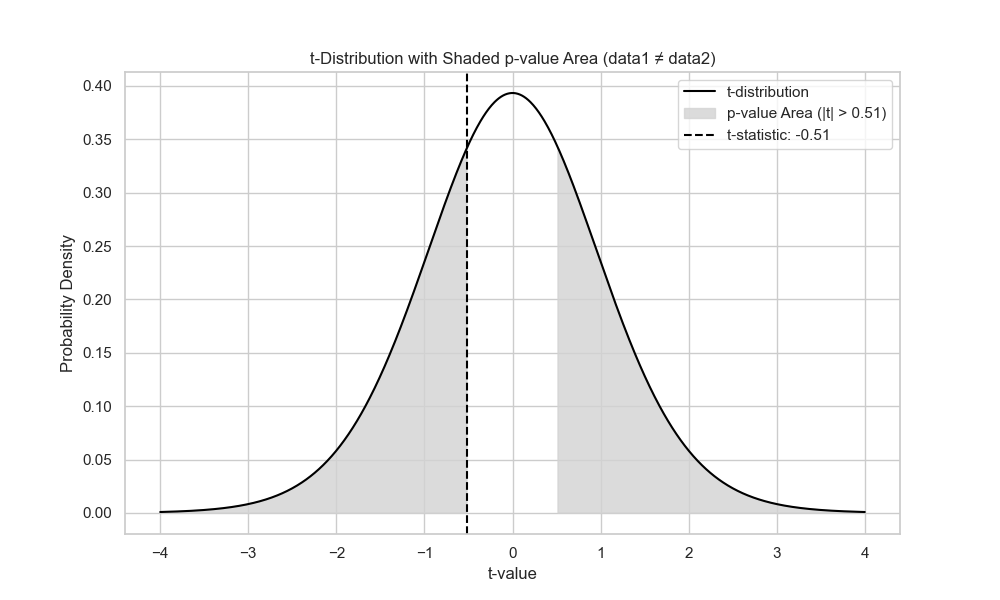 t-Distribution with Shaded p-value Area (data1 ≠ data2)
t-distribution
p-value Area (|t| > 0.51)
t-statistic: -0.51
Probability Density
0.40
0.35
0.30
0.25
0.20
0.15
0.10
0.05
0.00
−4 −3 −2 −1 0 1 2 3 4
t-value